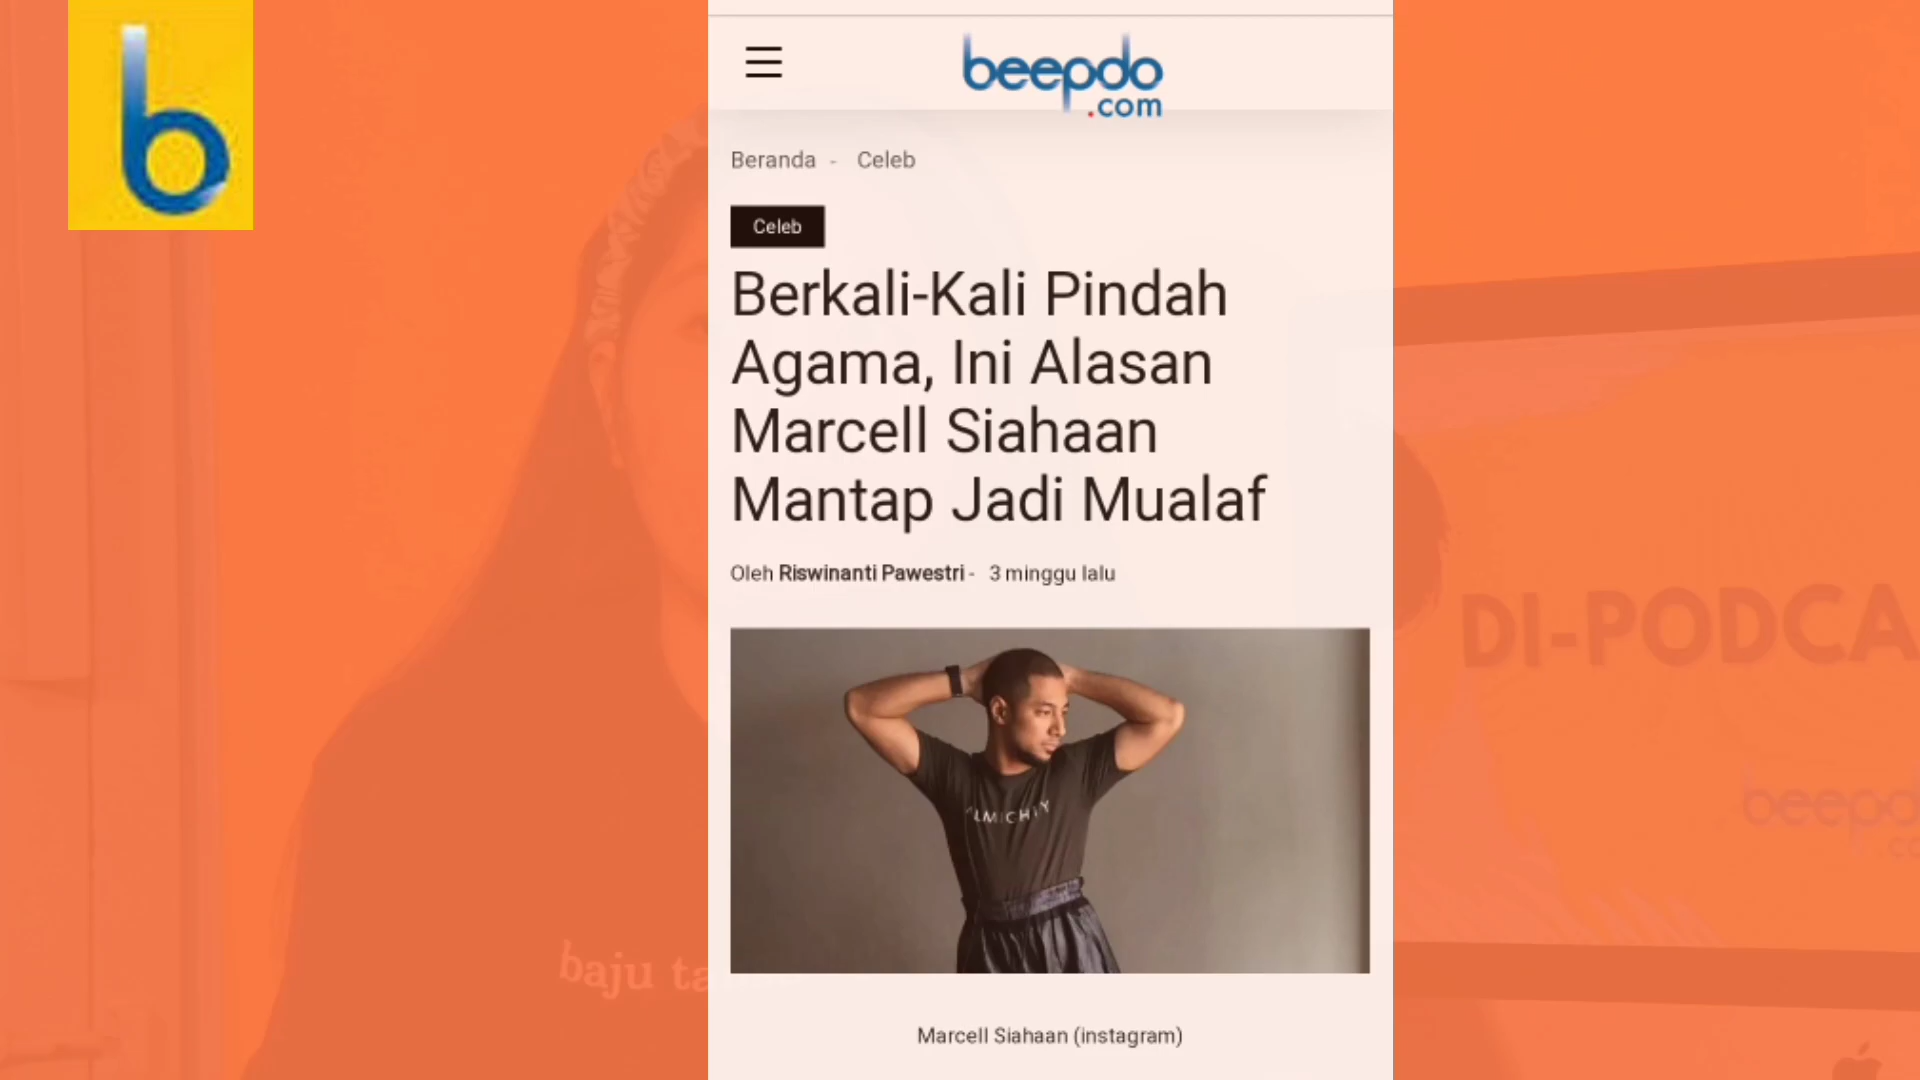 b
beepdo
.com
Beranda - Celeb
Celeb
Berkali-Kali Pindah
Agama, Ini Alasan
Marcell Siahaan
Mantap Jadi Mualaf
Oleh Riswinanti Pawestri - 3 minggu lalu
Marcell Siahaan (instagram)
baju
DI-PODCA
beepd